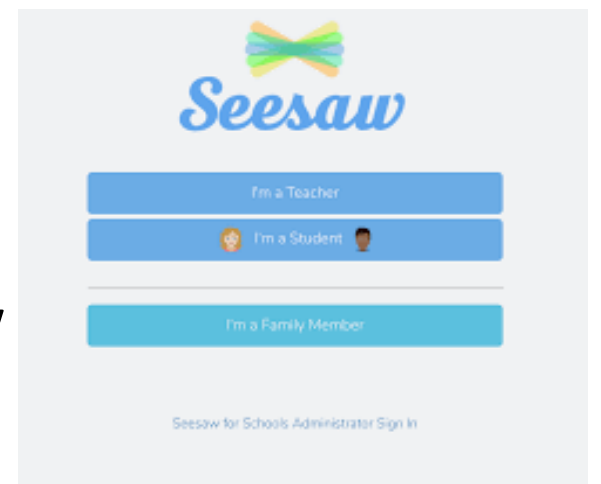 Seesaw
I'm a Teacher
I'm a Student
I'm a Family Member
Seesaw for Schools Administrator Sign In